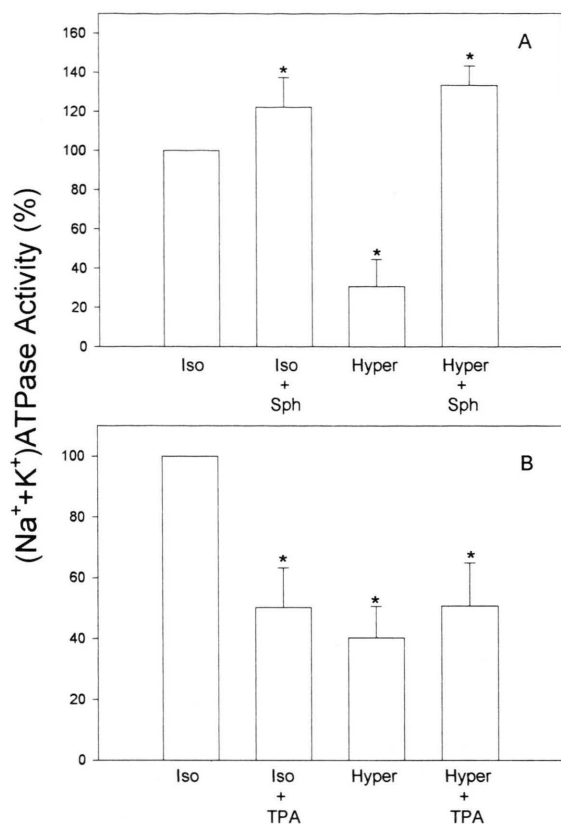 (Na⁺+K⁺)ATPase Activity (%)
A
160
140
120
100
80
60
40
20
0
*
*
*
Iso
Iso
+
Sph
Hyper
Hyper
+
Sph
B
100
80
60
40
20
0
*
*
*
Iso
Iso
+
TPA
Hyper
Hyper
+
TPA